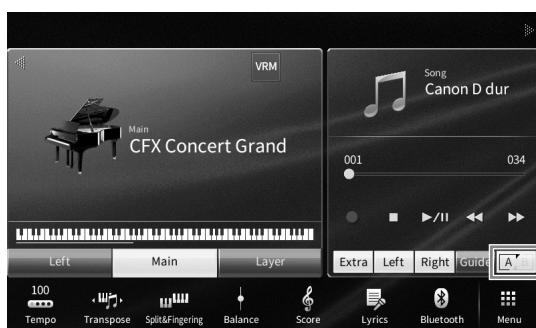 VRM
Main
CFX Concert Grand
Song
Canon D dur
001 034
Left Main Layer
Extra Left Right Guide A B
100
Tempo Transpose Split&Fingering Balance Score Lyrics Bluetooth Menu